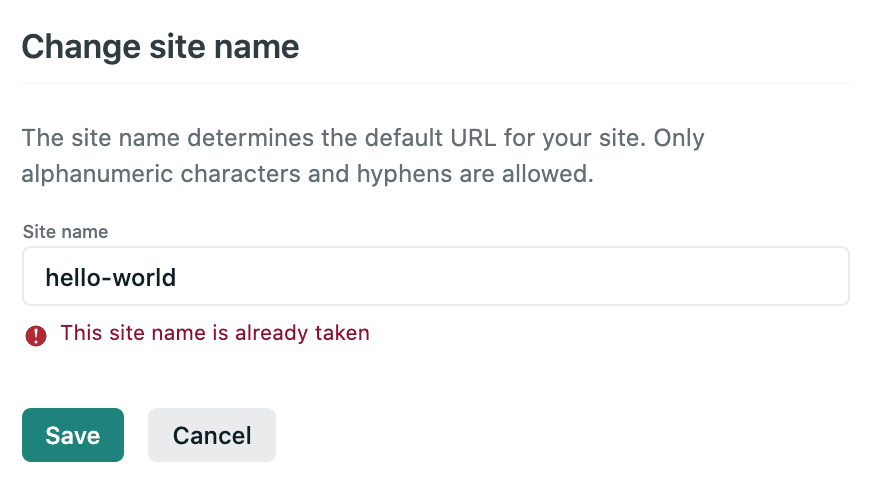 Change site name
The site name determines the default URL for your site. Only
alphanumeric characters and hyphens are allowed.
Site name
hello-world
This site name is already taken
Save
Cancel